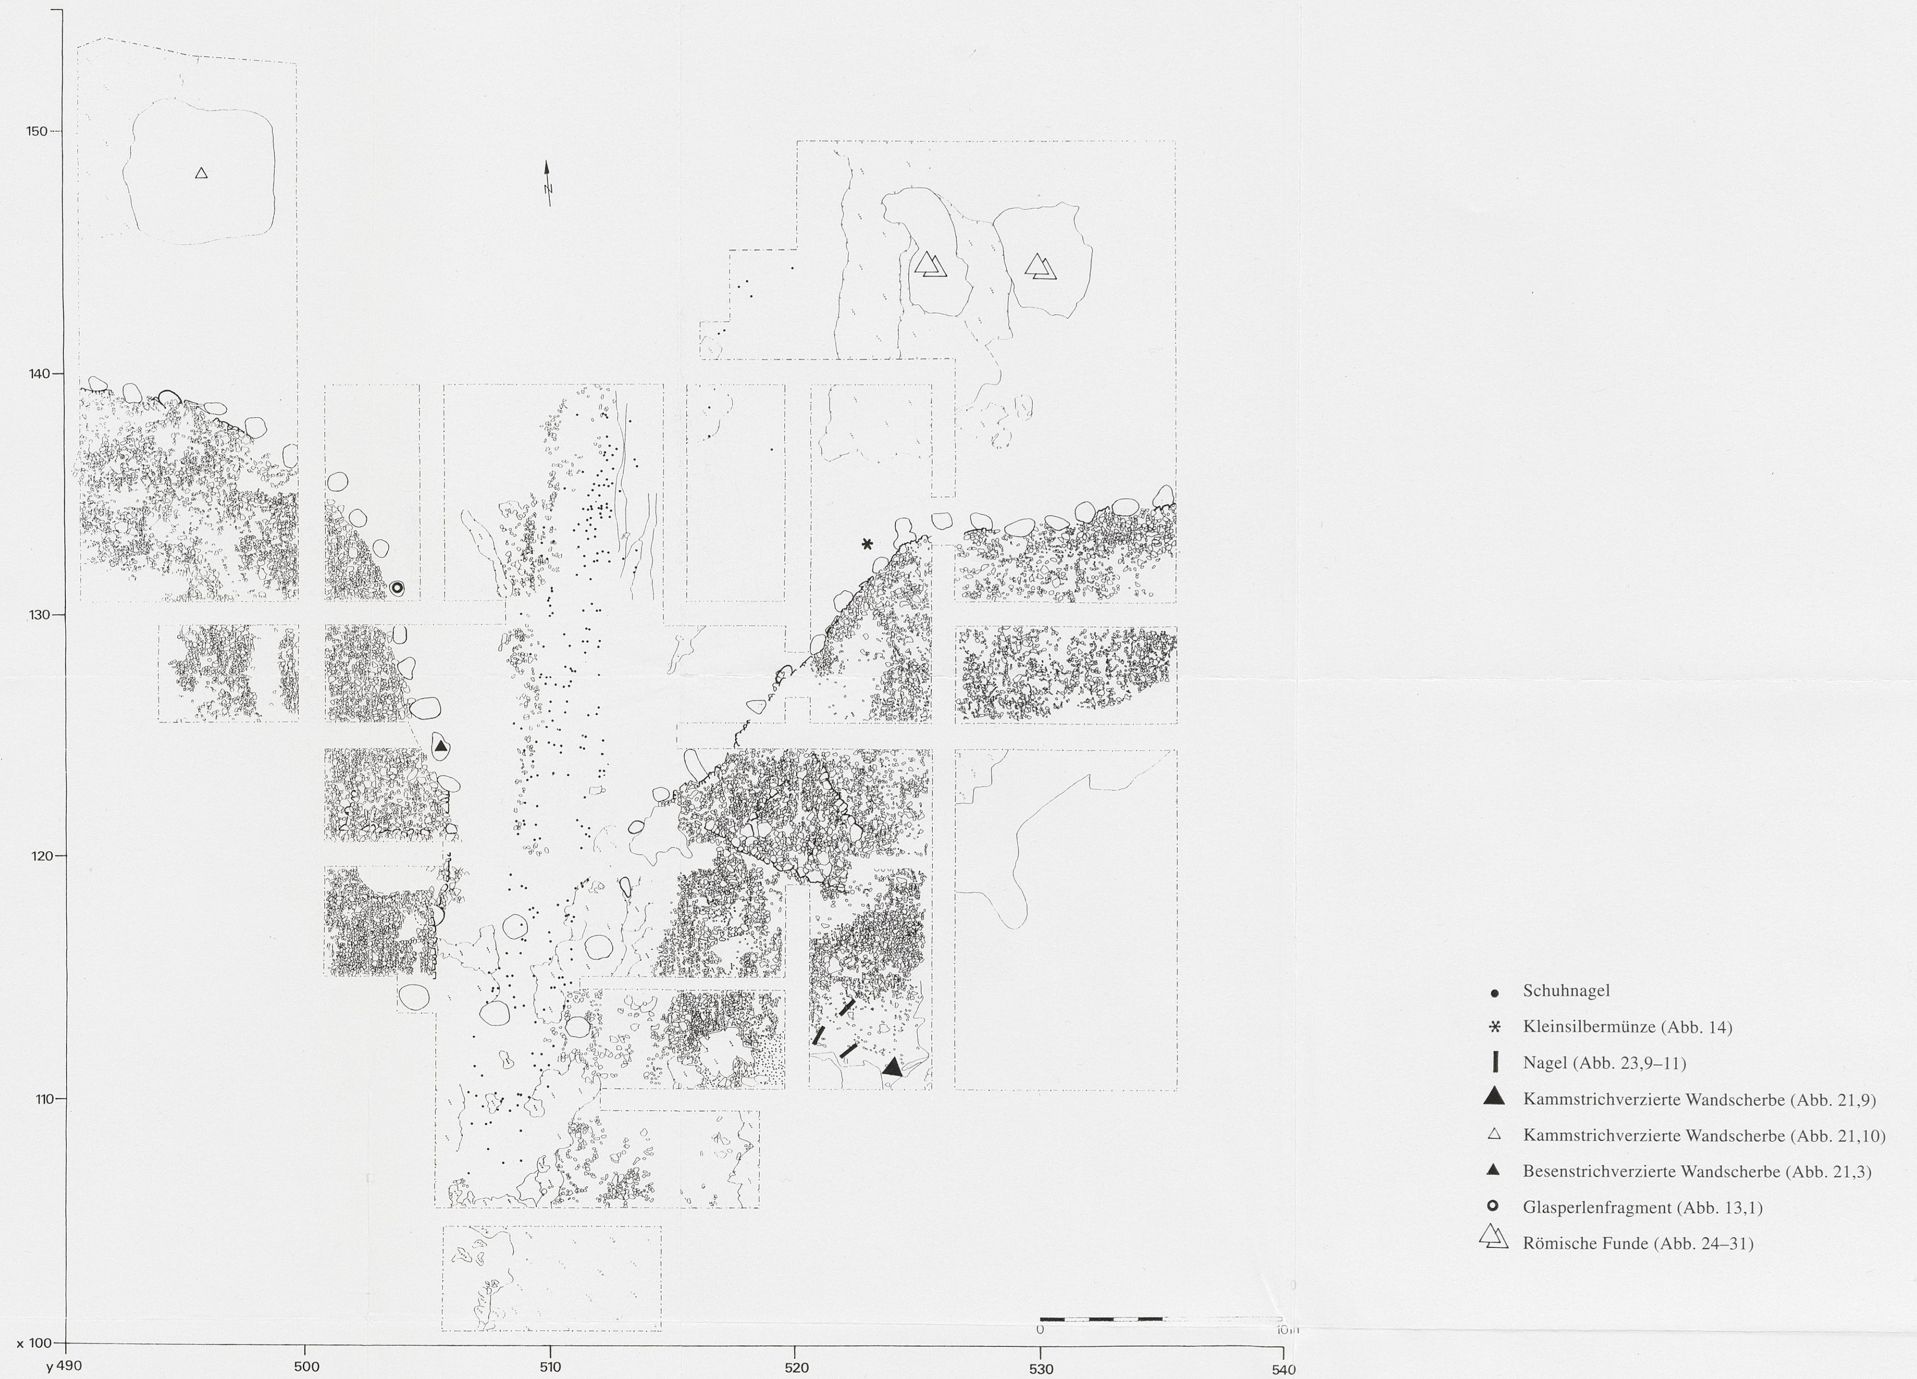 150
140
130
120
110
x 100
y 490
500
510
520
530
540
N
0
10 m
Schuhnagel
Kleinsilbermünze (Abb. 14)
Nagel (Abb. 23,9–11)
Kammstrichverzierte Wandscherbe (Abb. 21,9)
Kammstrichverzierte Wandscherbe (Abb. 21,10)
Besenstrichverzierte Wandscherbe (Abb. 21,3)
Glasperlenfragment (Abb. 13,1)
Römische Funde (Abb. 24–31)